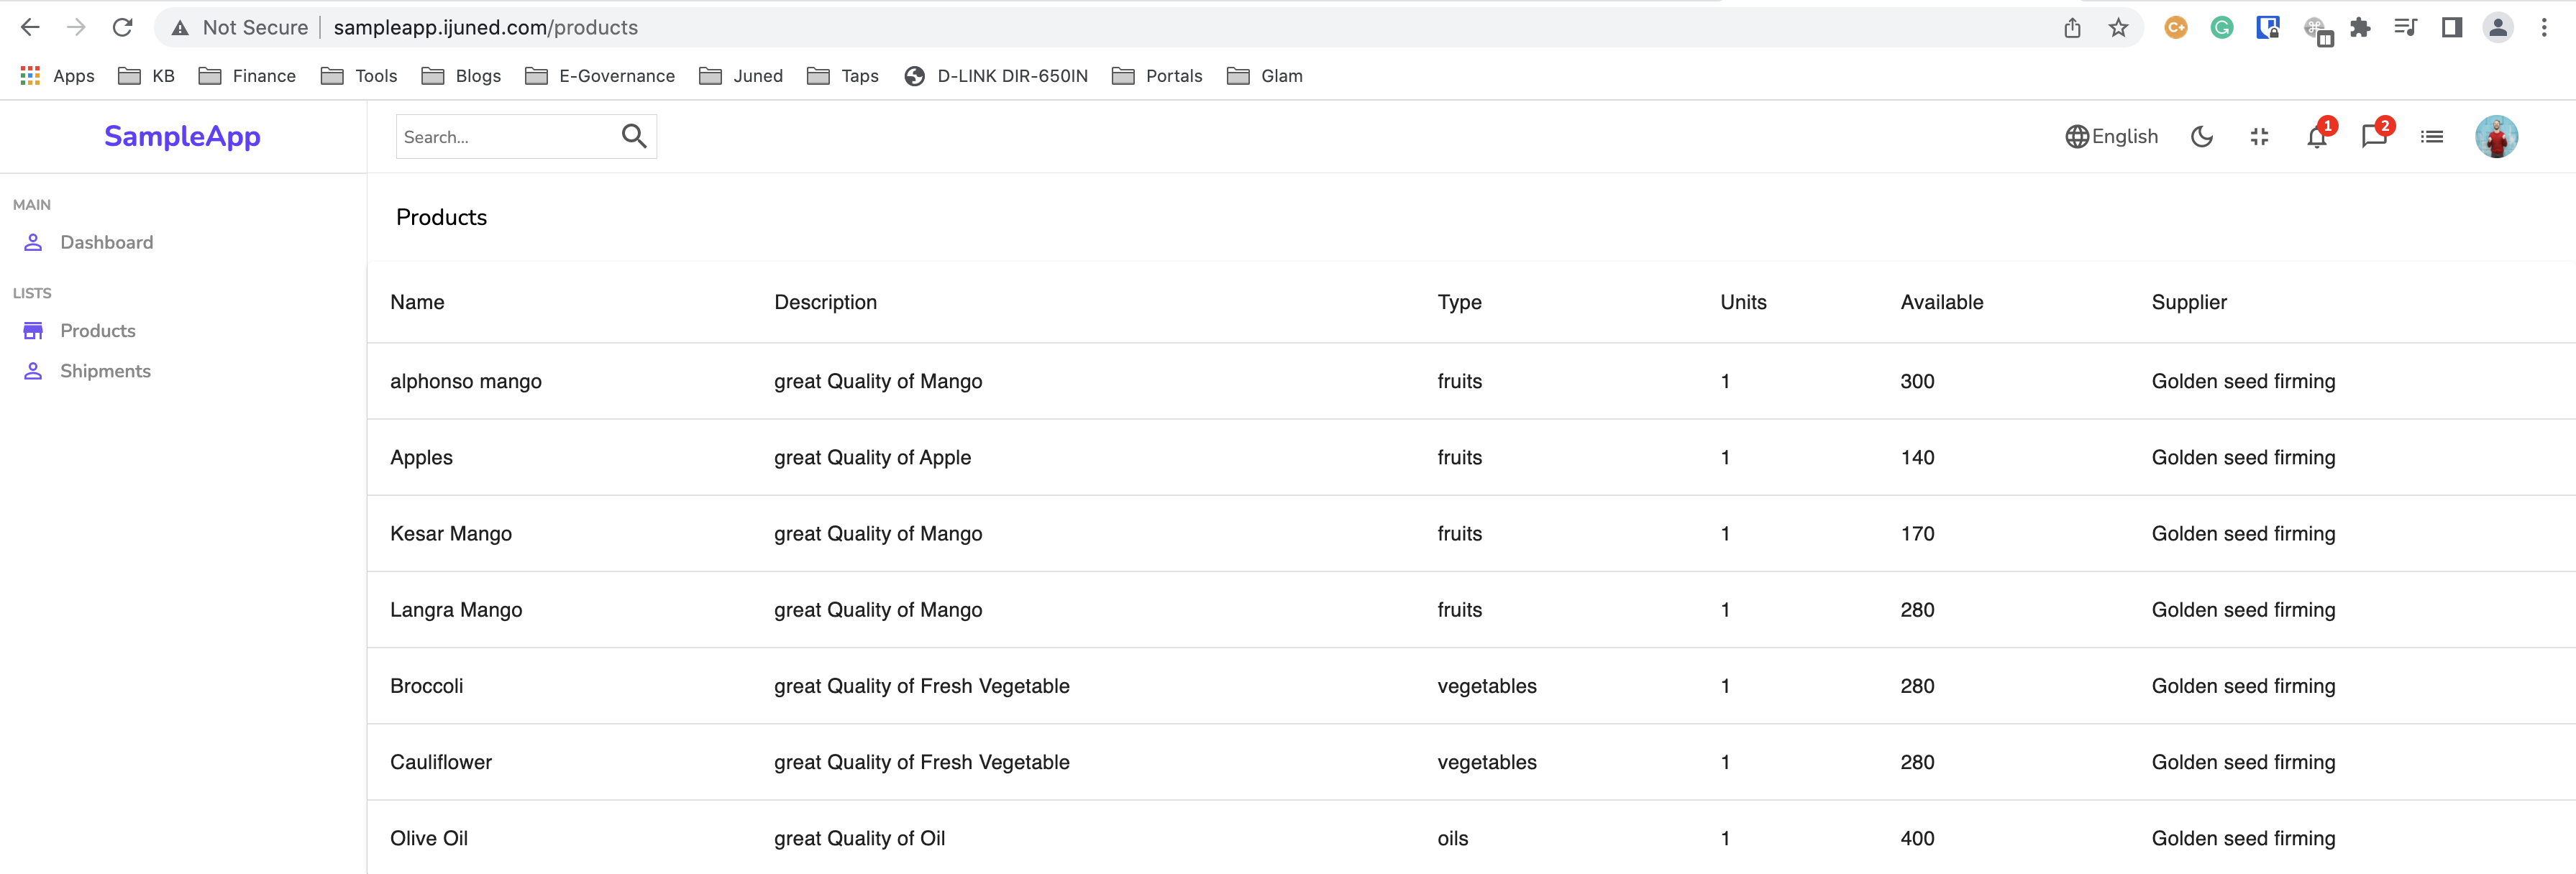 Not Secure sampleapp.ijuned.com/products
Apps KB Finance Tools Blogs E-Governance Juned Taps D-LINK DIR-650IN Portals Glam
SampleApp Search... English 1 2
MAIN
Dashboard
LISTS
Products
Shipments
Products
Name Description Type Units Available Supplier
alphonso mango great Quality of Mango fruits 1 300 Golden seed firming
Apples great Quality of Apple fruits 1 140 Golden seed firming
Kesar Mango great Quality of Mango fruits 1 170 Golden seed firming
Langra Mango great Quality of Mango fruits 1 280 Golden seed firming
Broccoli great Quality of Fresh Vegetable vegetables 1 280 Golden seed firming
Cauliflower great Quality of Fresh Vegetable vegetables 1 280 Golden seed firming
Olive Oil great Quality of Oil oils 1 400 Golden seed firming